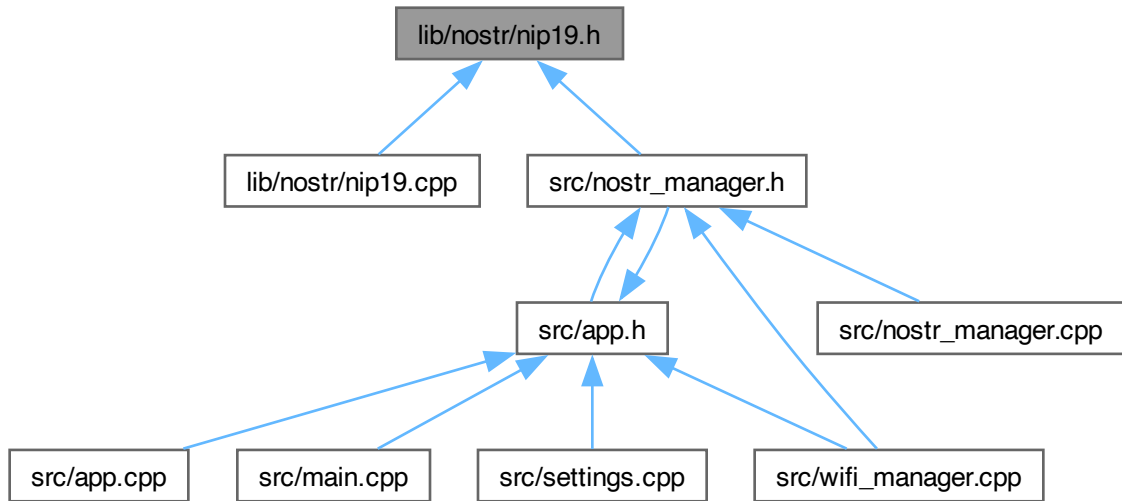 lib/nostr/nip19.h
lib/nostr/nip19.cpp
src/nostr_manager.h
src/app.h
src/nostr_manager.cpp
src/app.cpp
src/main.cpp
src/settings.cpp
src/wifi_manager.cpp